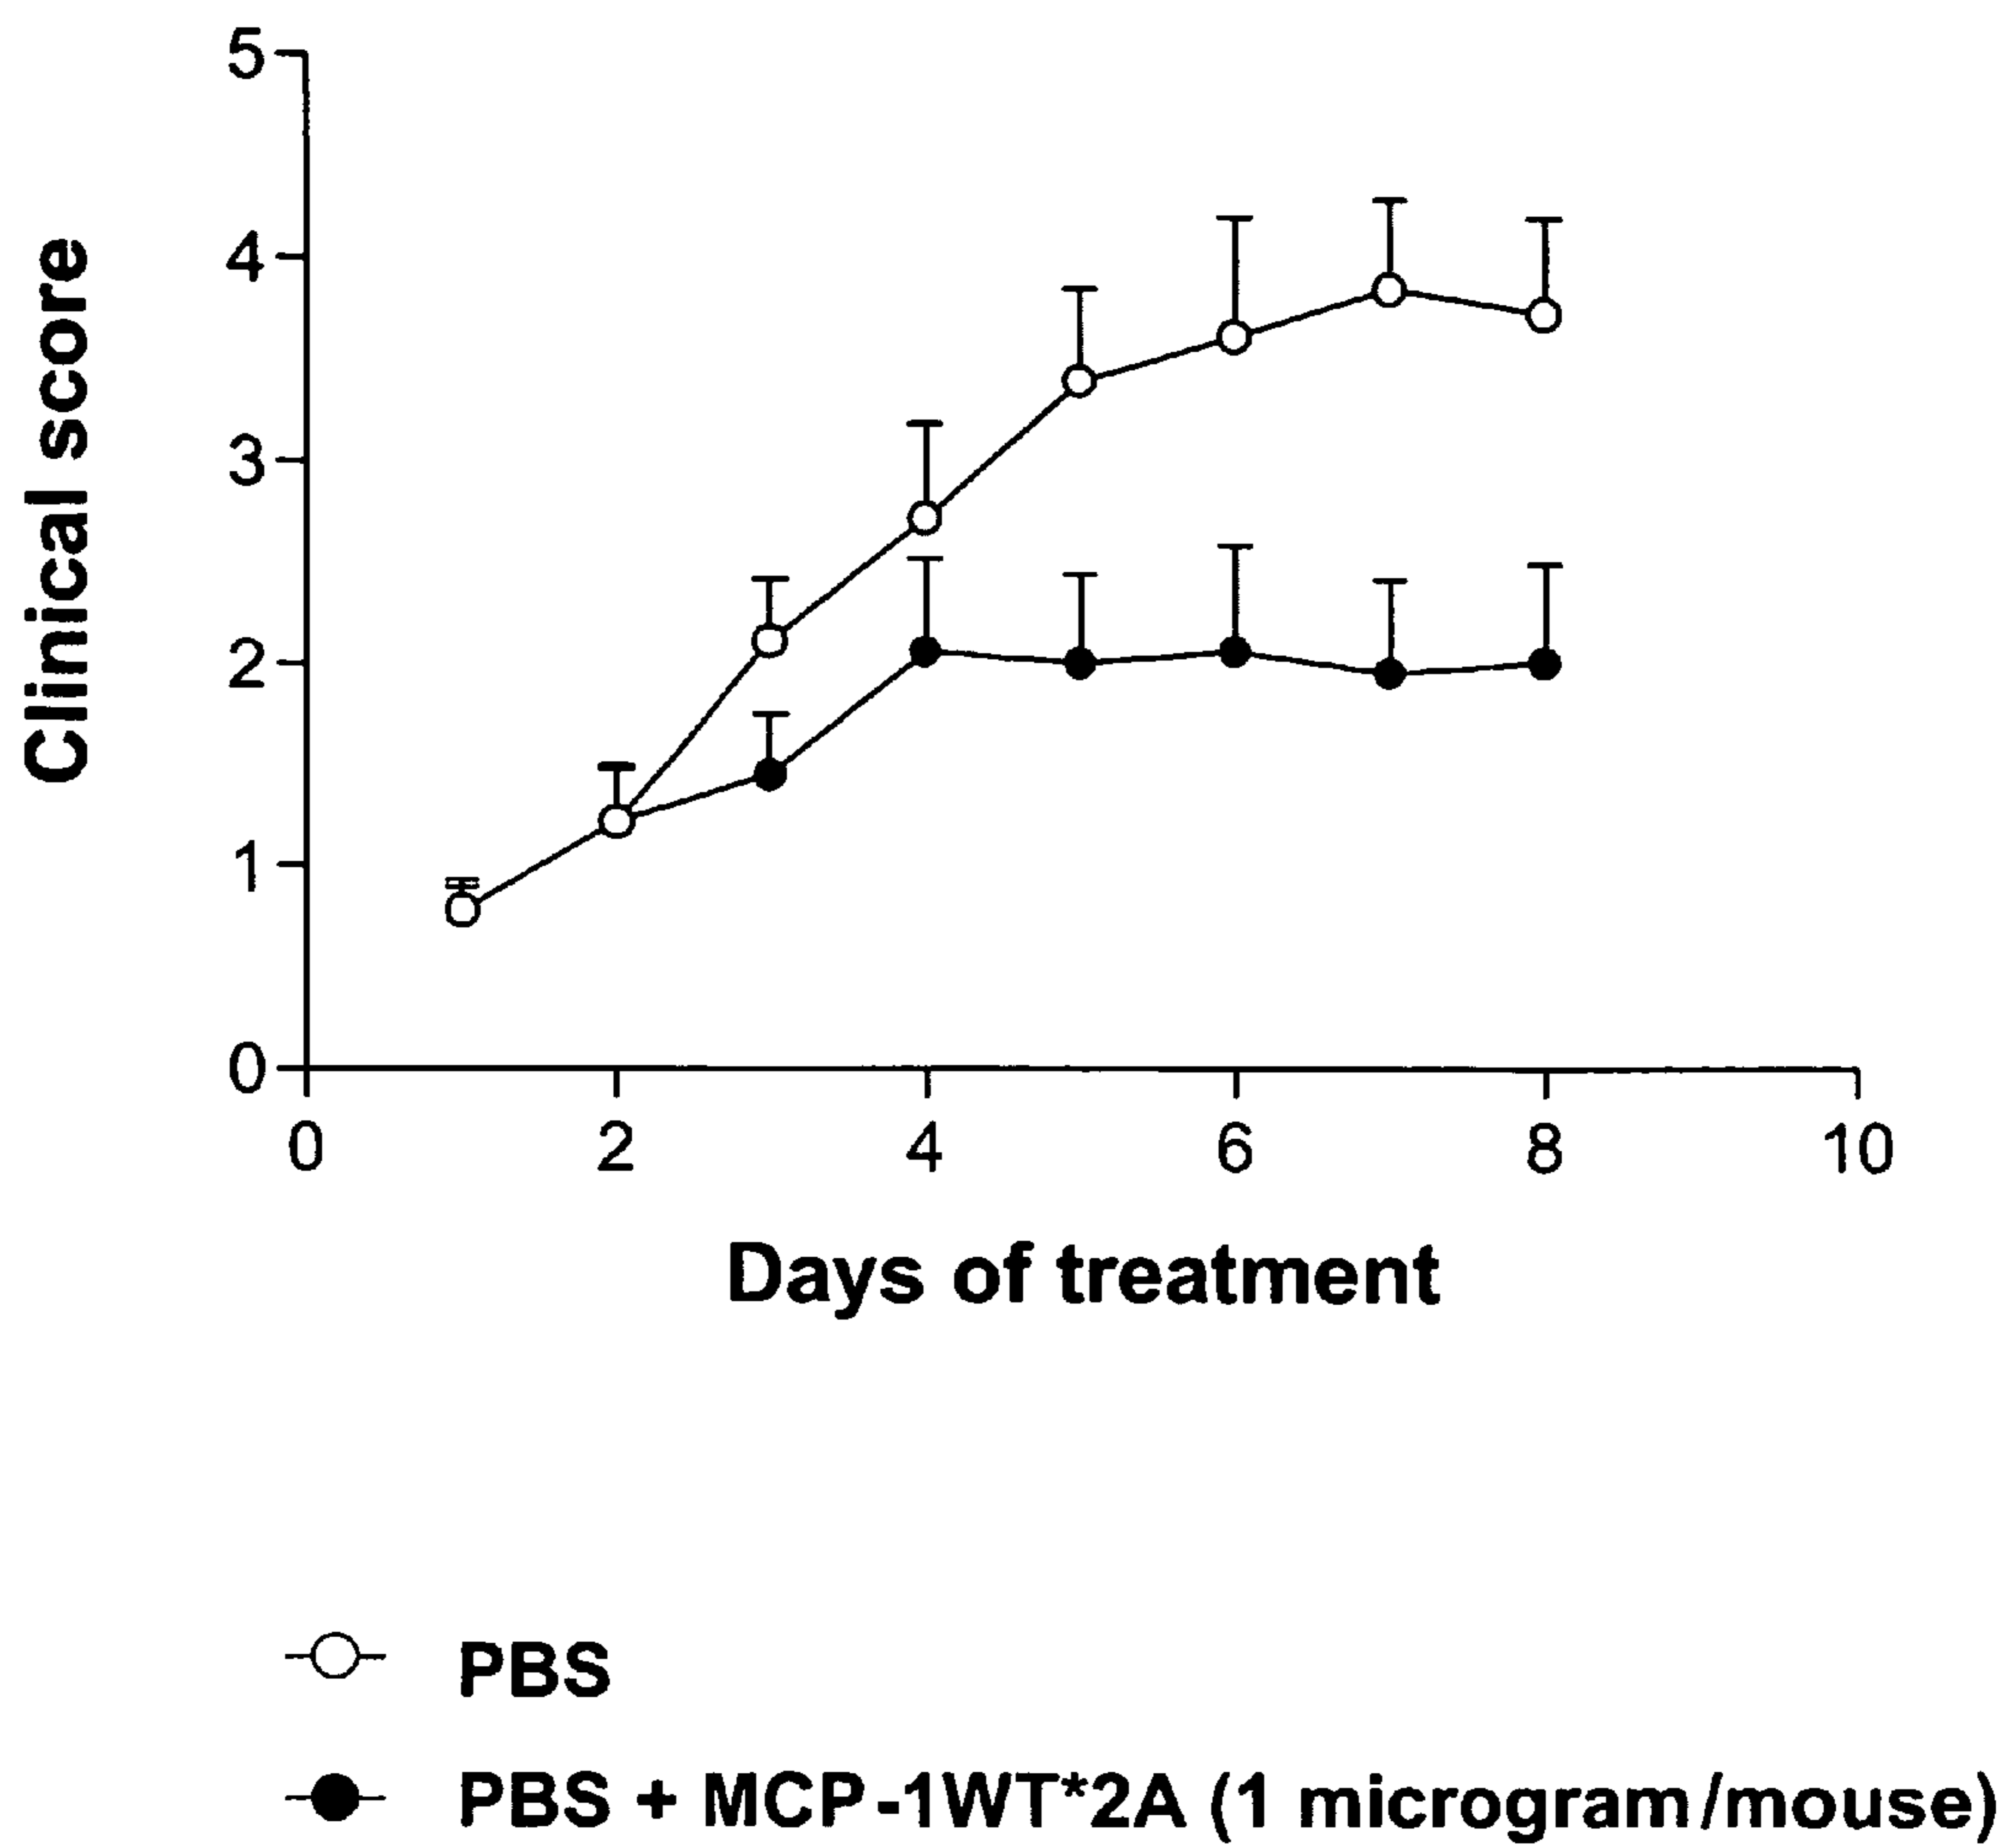 5
4
3
2
1
0
Clinical score
0 2 4 6 8 10
Days of treatment
PBS
PBS + MCP-1WT*2A (1 microgram/mouse)